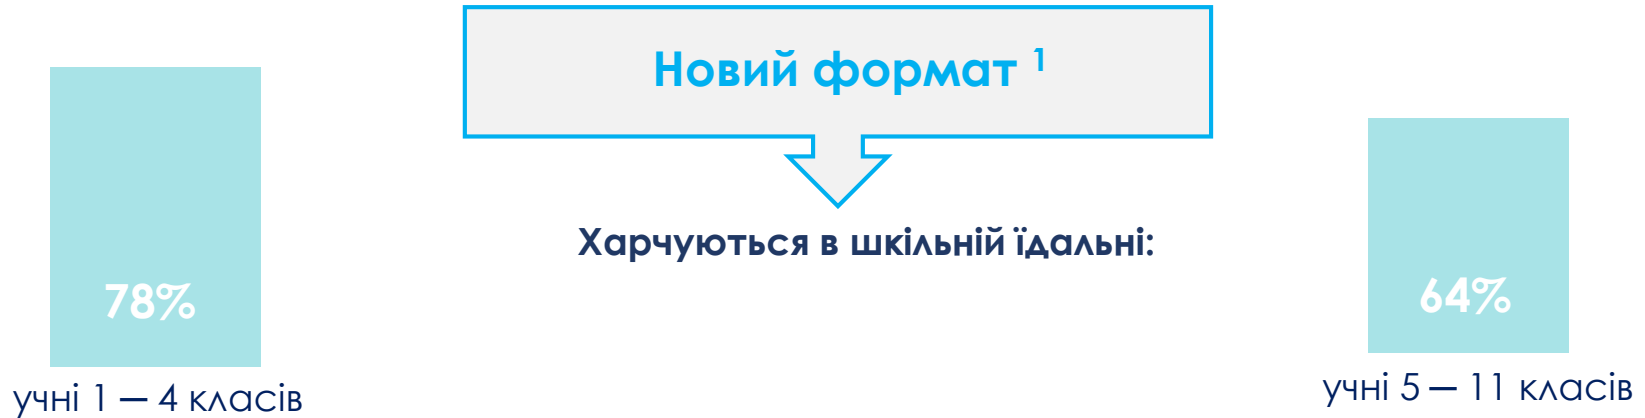 Новий формат ¹
Харчуються в шкільній їдальні:
78%
учні 1 — 4 класів
64%
учні 5 — 11 класів